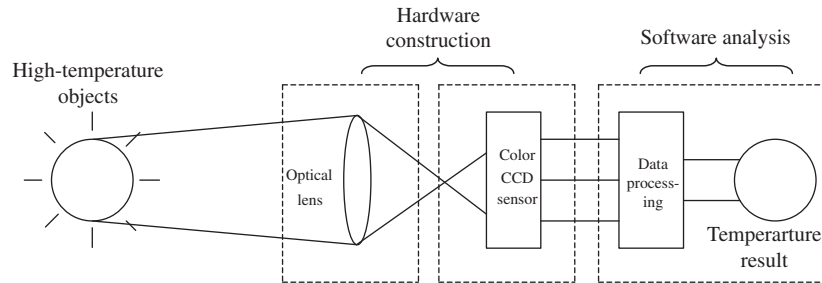 Hardware
construction
Software analysis
High-temperature
objects
Optical
lens
Color
CCD
sensor
Data
process-
ing
Temperarture
result